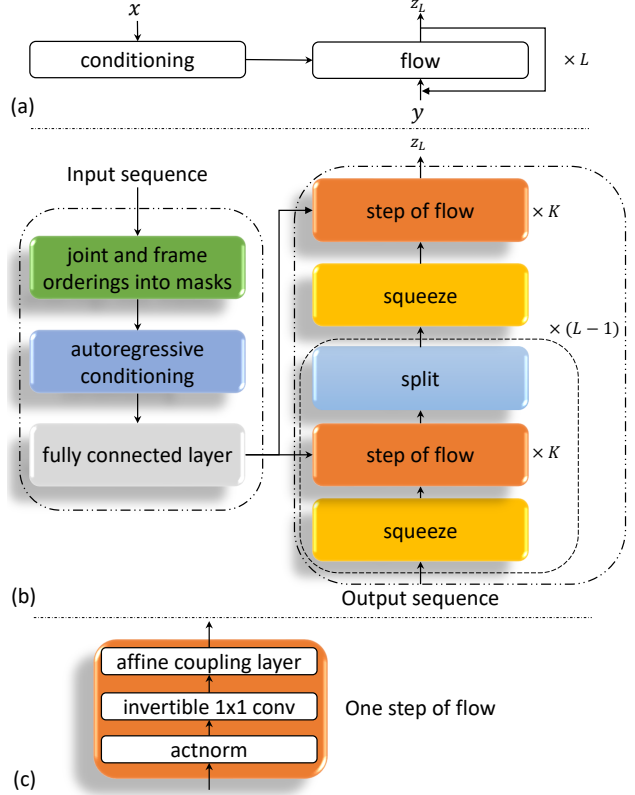 x
z_L
conditioning
flow
× L
(a)
y
z_L
Input sequence
step of flow
× K
joint and frame
orderings into masks
squeeze
× (L − 1)
autoregressive
conditioning
split
fully connected layer
step of flow
× K
squeeze
(b)
Output sequence
affine coupling layer
invertible 1x1 conv
One step of flow
actnorm
(c)